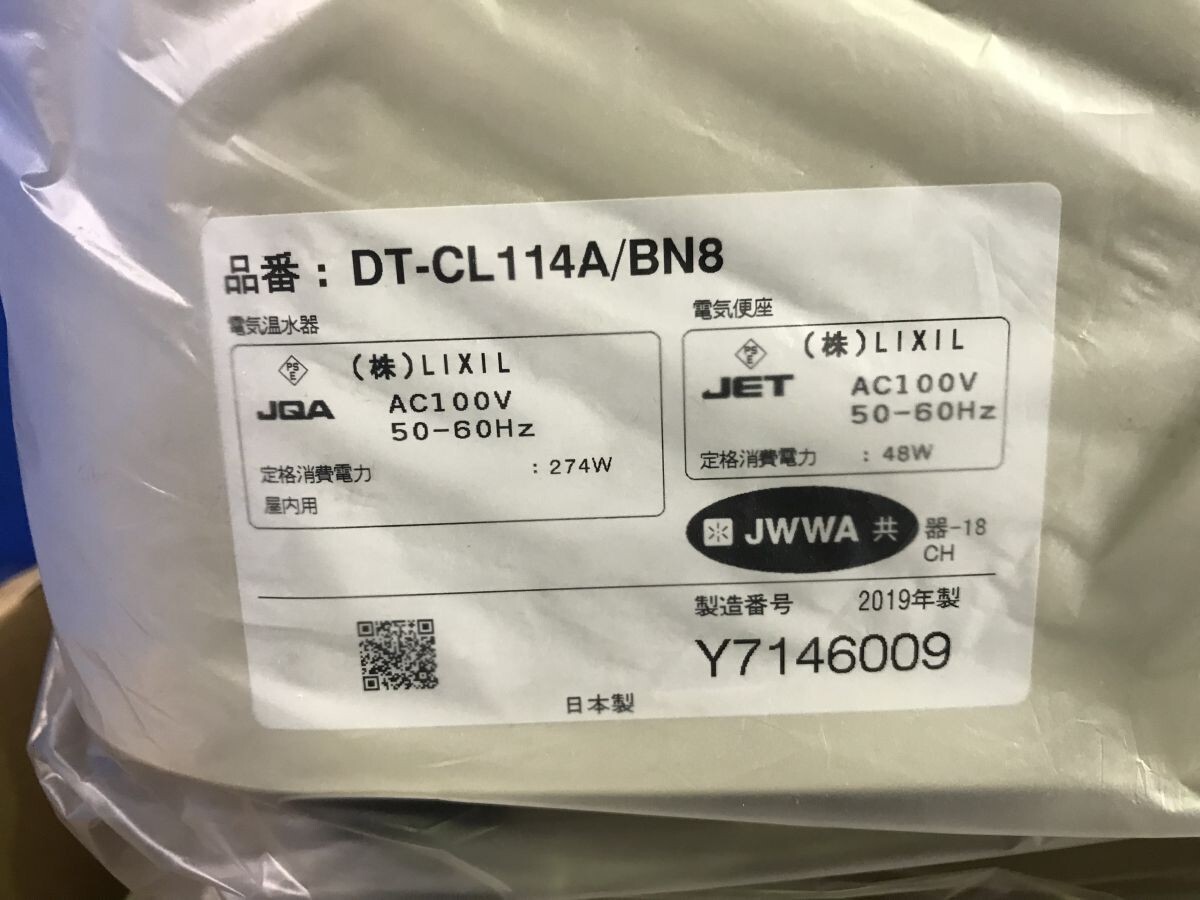 品番：DT-CL114A/BN8
電気温水器
PSE
(株)LIXIL
JQA
AC100V
50-60Hz
定格消費電力 : 274W
屋内用
電気便座
PSE
(株)LIXIL
JET
AC100V
50-60Hz
定格消費電力 : 48W
水 JWWA 共 器-18
CH
製造番号 2019年製
Y7146009
日本製